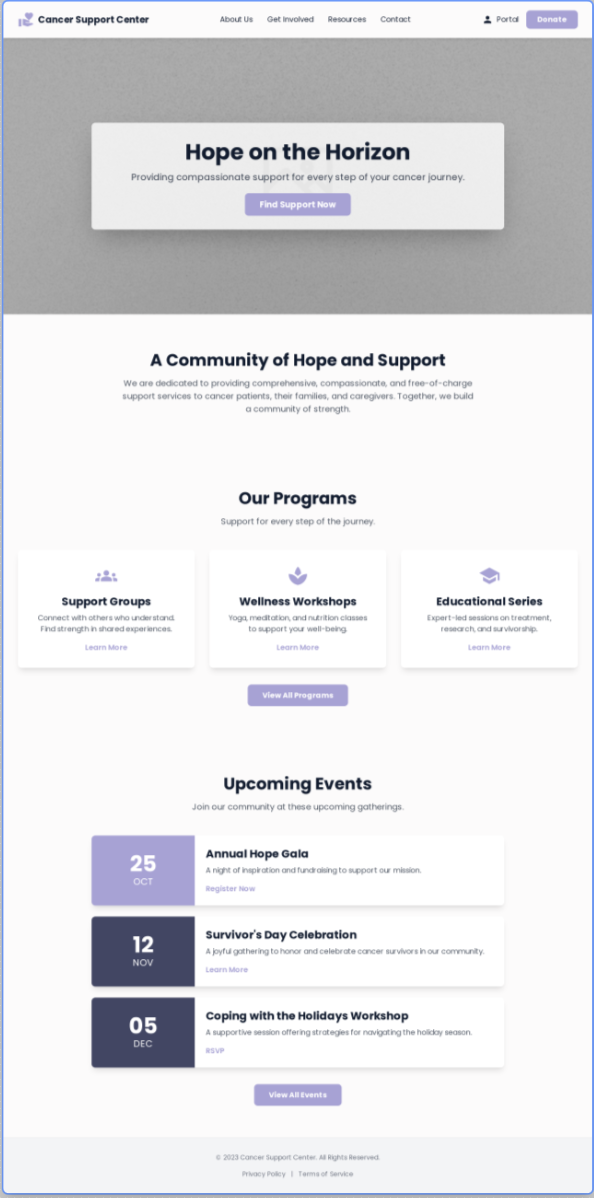 Cancer Support Center
About Us
Get Involved
Resources
Contact
Portal
Donate
Hope on the Horizon
Providing compassionate support for every step of your cancer journey.
Find Support Now
A Community of Hope and Support
We are dedicated to providing comprehensive, compassionate, and free-of-charge
support services to cancer patients, their families, and caregivers. Together, we build
a community of strength.
Our Programs
Support for every step of the journey.
Support Groups
Connect with others who understand.
Find strength in shared experiences.
Learn More
Wellness Workshops
Yoga, meditation, and nutrition classes
to support your well-being.
Learn More
Educational Series
Expert-led sessions on treatment,
research, and survivorship.
Learn More
View All Programs
Upcoming Events
Join our community at these upcoming gatherings.
25
OCT
Annual Hope Gala
A night of inspiration and fundraising to support our mission.
Register Now
12
NOV
Survivor's Day Celebration
A joyful gathering to honor and celebrate cancer survivors in our community.
Learn More
05
DEC
Coping with the Holidays Workshop
A supportive session offering strategies for navigating the holiday season.
RSVP
View All Events
© 2023 Cancer Support Center. All Rights Reserved.
Privacy Policy | Terms of Service